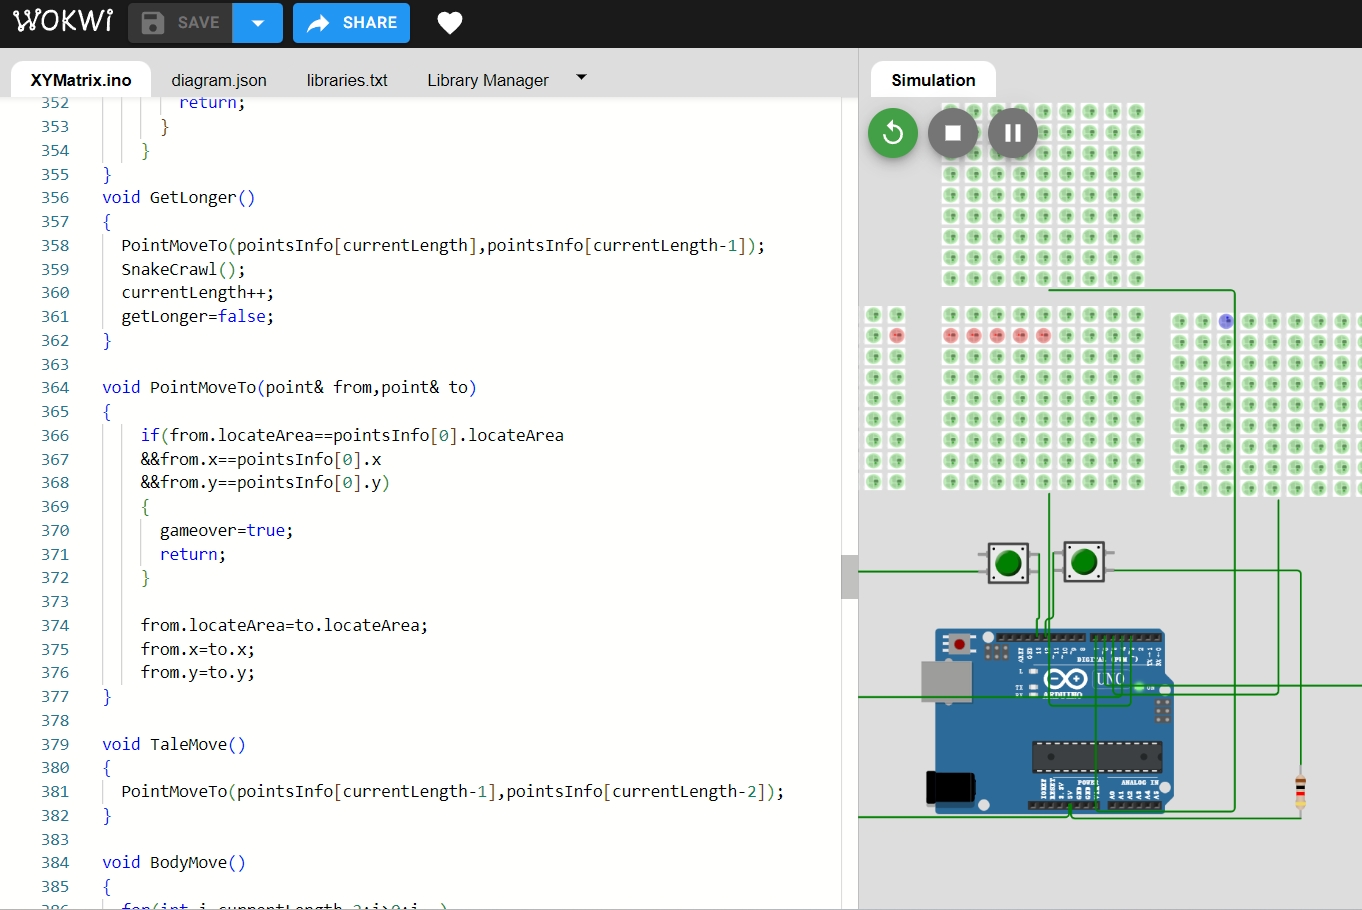 WOKWi
SAVE
SHARE
XYMatrix.ino
diagram.json
libraries.txt
Library Manager
Simulation
352 return;
353 }
354 }
355 }
356 void GetLonger()
357 {
358 PointMoveTo(pointsInfo[currentLength],pointsInfo[currentLength-1]);
359 SnakeCrawl();
360 currentLength++;
361 getLonger=false;
362 }
363
364 void PointMoveTo(point& from,point& to)
365 {
366 if(from.locateArea==pointsInfo[0].locateArea
367 &&from.x==pointsInfo[0].x
368 &&from.y==pointsInfo[0].y)
369 {
370 gameover=true;
371 return;
372 }
373
374 from.locateArea=to.locateArea;
375 from.x=to.x;
376 from.y=to.y;
377 }
378
379 void TaleMove()
380 {
381 PointMoveTo(pointsInfo[currentLength-1],pointsInfo[currentLength-2]);
382 }
383
384 void BodyMove()
385 {
UNO
ARDUINO
POWER
ANALOG IN